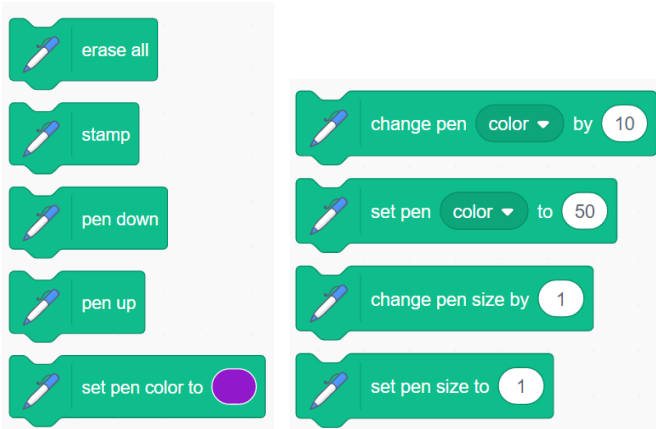 erase all
stamp
pen down
pen up
set pen color to
change pen color by 10
set pen color to 50
change pen size by 1
set pen size to 1